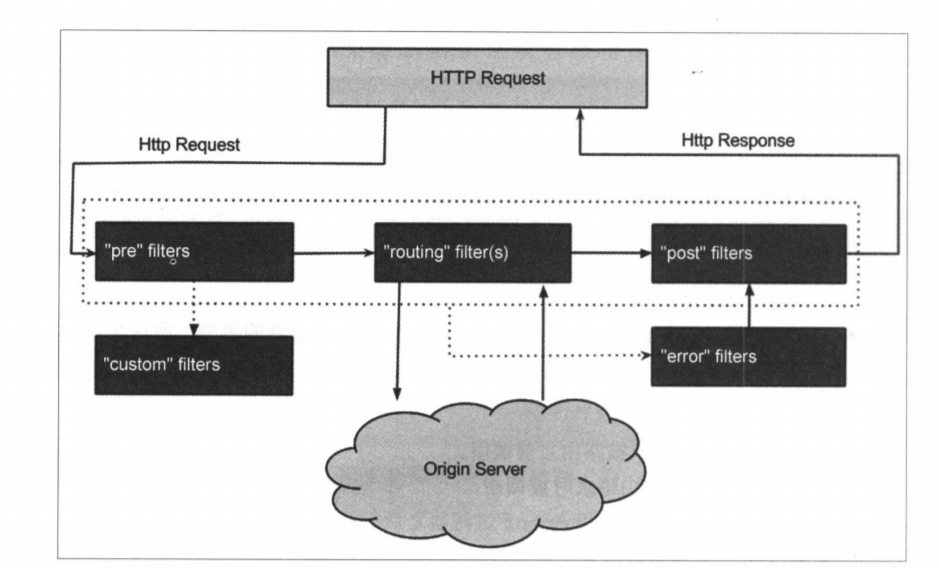 HTTP Request
Http Request
Http Response
"pre" filters
"routing" filter(s)
"post" filters
"custom" filters
"error" filters
Origin Server